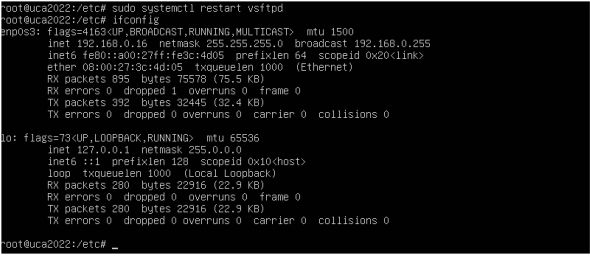 root@uca2022:/etc# sudo systemctl restart vsftpd
root@uca2022:/etc# ifconfig
enp0s3: flags=4163<UP,BROADCAST,RUNNING,MULTICAST> mtu 1500
inet 192.168.0.16 netmask 255.255.255.0 broadcast 192.168.0.255
inet6 fe80::a00:27ff:fe3c:4d05 prefixlen 64 scopeid 0x20<link>
ether 08:00:27:3c:4d:05 txqueuelen 1000 (Ethernet)
RX packets 895 bytes 75578 (75.5 KB)
RX errors 0 dropped 1 overruns 0 frame 0
TX packets 392 bytes 32445 (32.4 KB)
TX errors 0 dropped 0 overruns 0 carrier 0 collisions 0
lo: flags=73<UP,LOOPBACK,RUNNING> mtu 65536
inet 127.0.0.1 netmask 255.0.0.0
inet6 ::1 prefixlen 128 scopeid 0x10<host>
loop txqueuelen 1000 (Local Loopback)
RX packets 280 bytes 22916 (22.9 KB)
RX errors 0 dropped 0 overruns 0 frame 0
TX packets 280 bytes 22916 (22.9 KB)
TX errors 0 dropped 0 overruns 0 carrier 0 collisions 0
root@uca2022:/etc# _